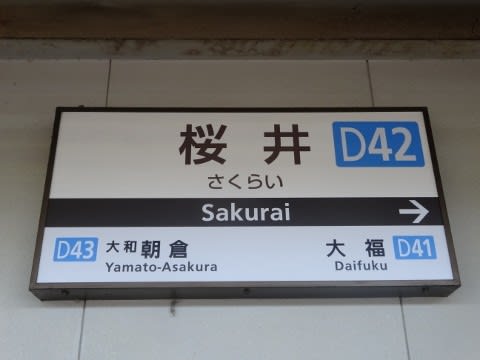 桜井 D42
さくらい
Sakurai →
D43 大和朝倉 大福 D41
Yamato-Asakura Daifuku